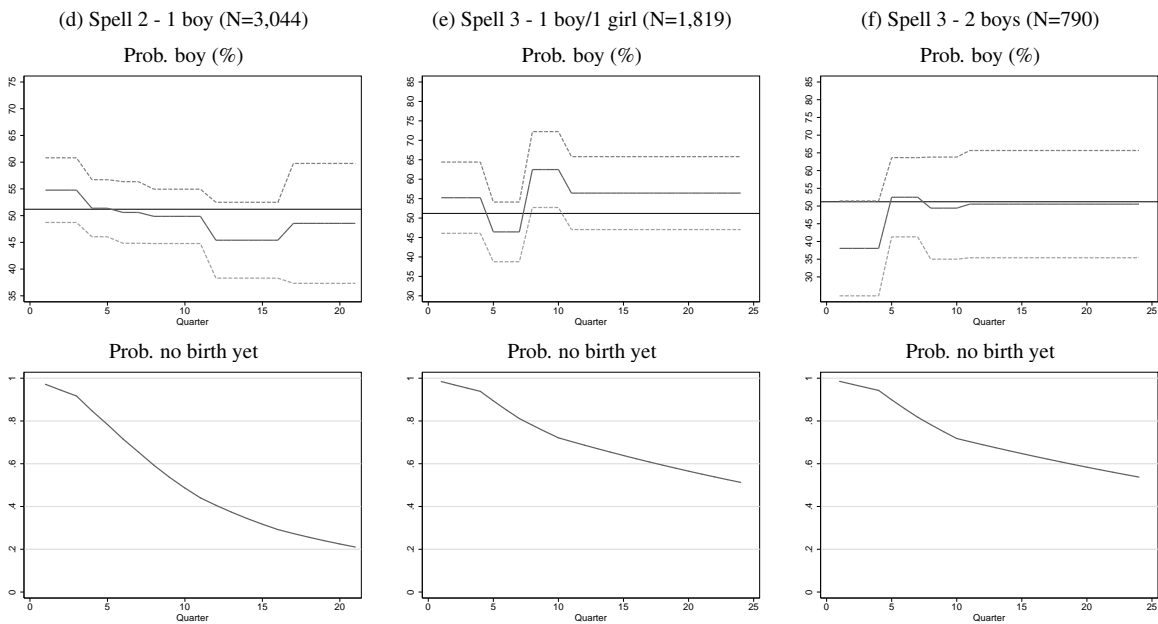 (d) Spell 2 - 1 boy (N=3,044)
(e) Spell 3 - 1 boy/1 girl (N=1,819)
(f) Spell 3 - 2 boys (N=790)
Prob. boy (%)
Prob. boy (%)
Prob. boy (%)
75
70
65
60
55
50
45
40
35
0 5 10 15 20
Quarter
85
80
75
70
65
60
55
50
45
40
35
30
0 5 10 15 20 25
Quarter
85
80
75
70
65
60
55
50
45
40
35
30
0 5 10 15 20 25
Quarter
Prob. no birth yet
Prob. no birth yet
Prob. no birth yet
1
.8
.6
.4
.2
0
0 5 10 15 20
Quarter
1
.8
.6
.4
.2
0
0 5 10 15 20 25
Quarter
1
.8
.6
.4
.2
0
0 5 10 15 20 25
Quarter